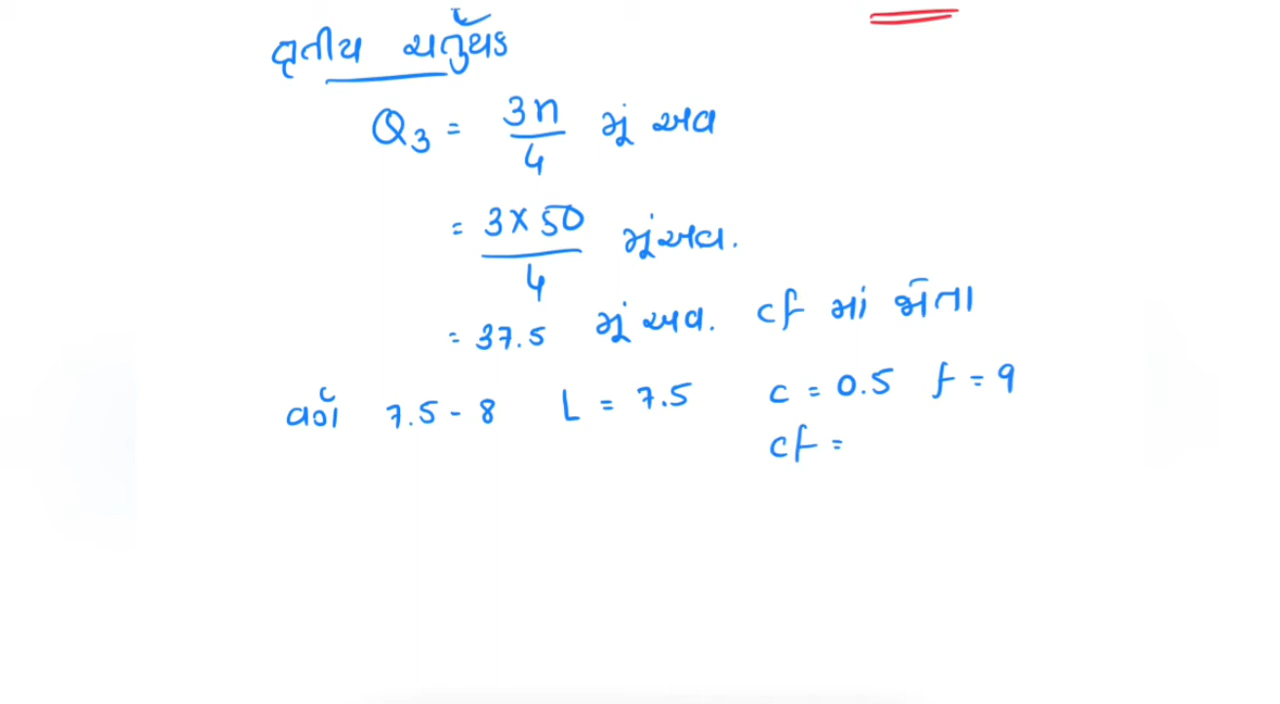 તૃતીય ચર્તુથક
Q3 = 3n/4 મું અવ
= 3 × 50/4 મું અવ.
= 37.5 મું અવ. cf માં જોતા
વર્ગ 7.5 - 8 L = 7.5 c = 0.5 f = 9
cf =